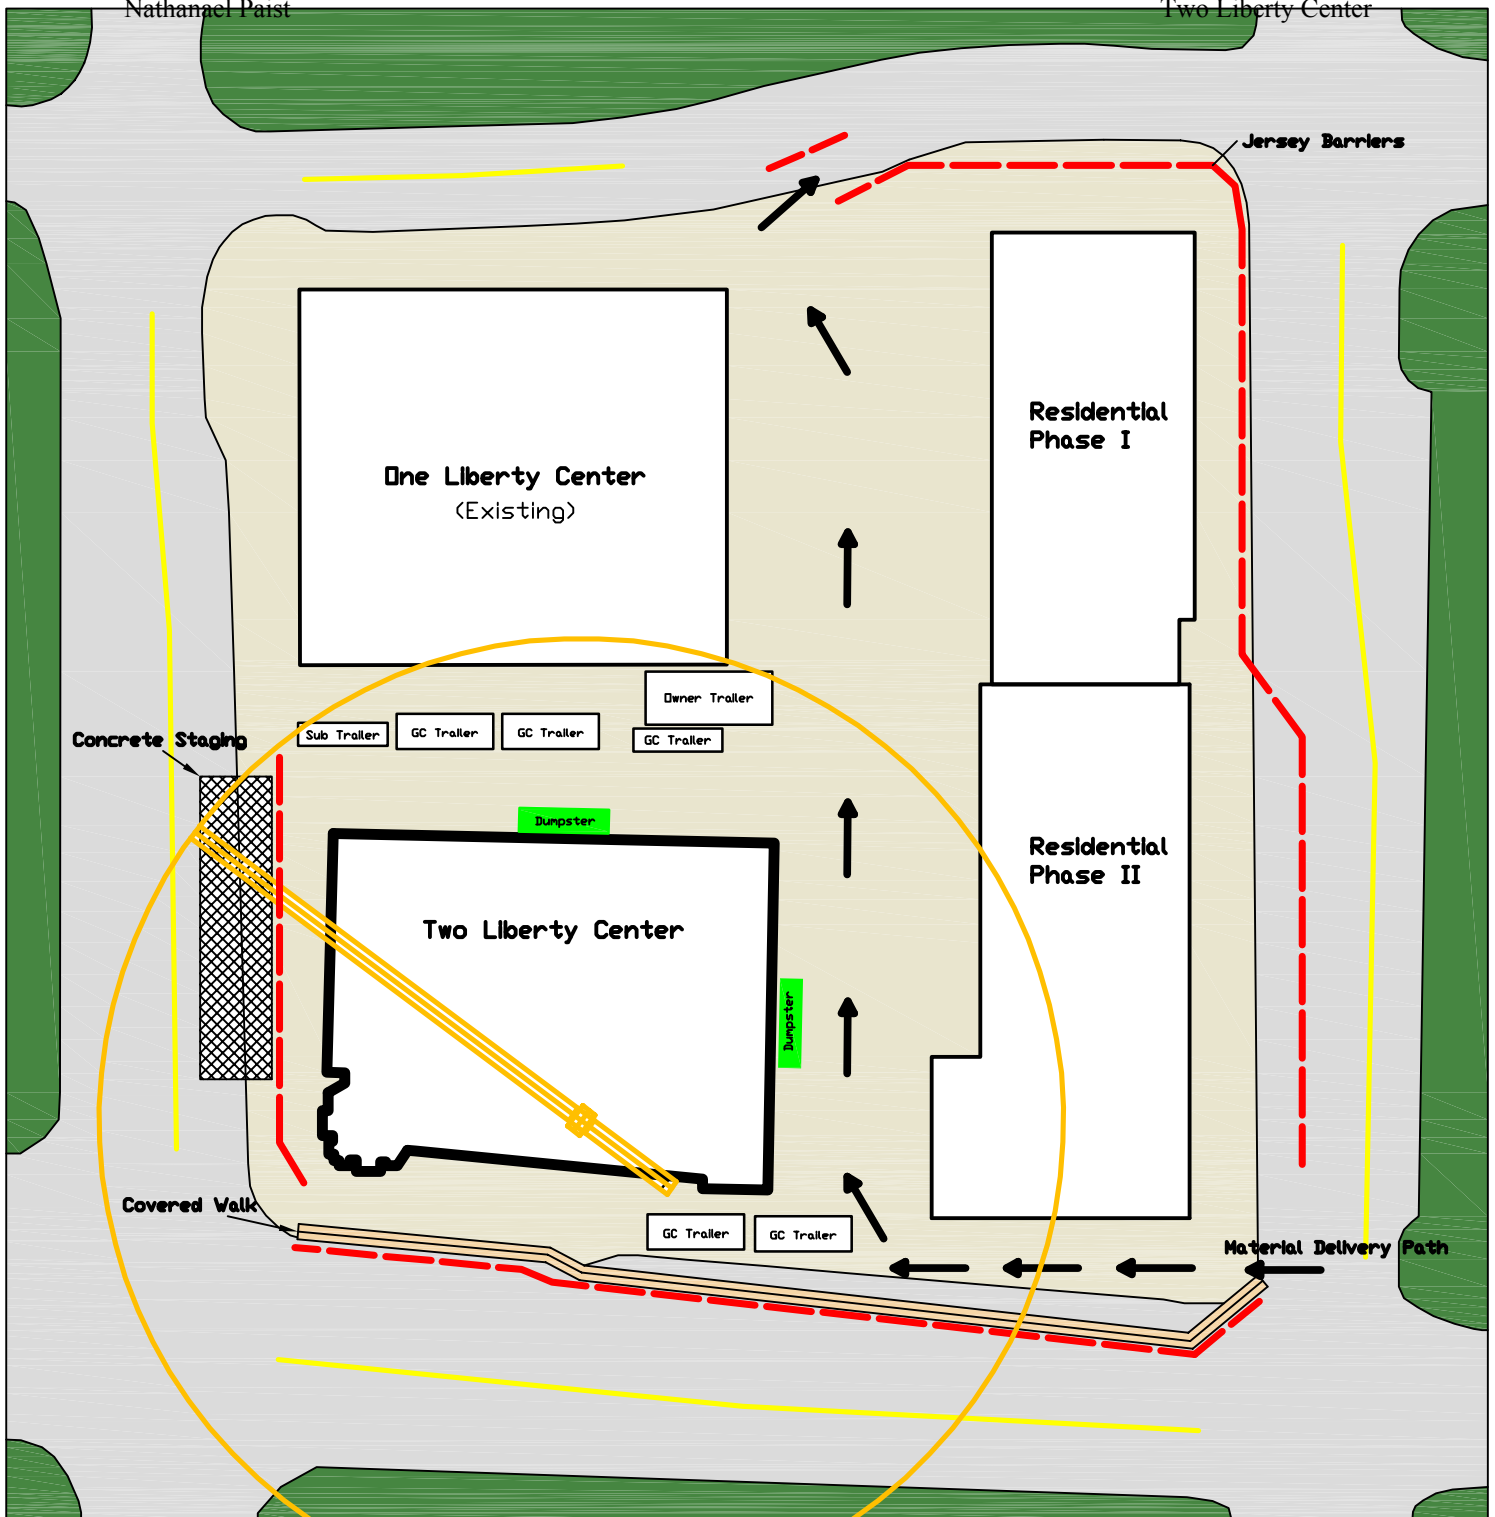 Nathanael Paist
Two Liberty Center
Jersey Barriers
Residential
Phase I
One Liberty Center
(Existing)
Owner Trailer
Sub Trailer
GC Trailer
GC Trailer
GC Trailer
Concrete Staging
Dumpster
Residential
Phase II
Two Liberty Center
Dumpster
Covered Walk
GC Trailer
GC Trailer
Material Delivery Path